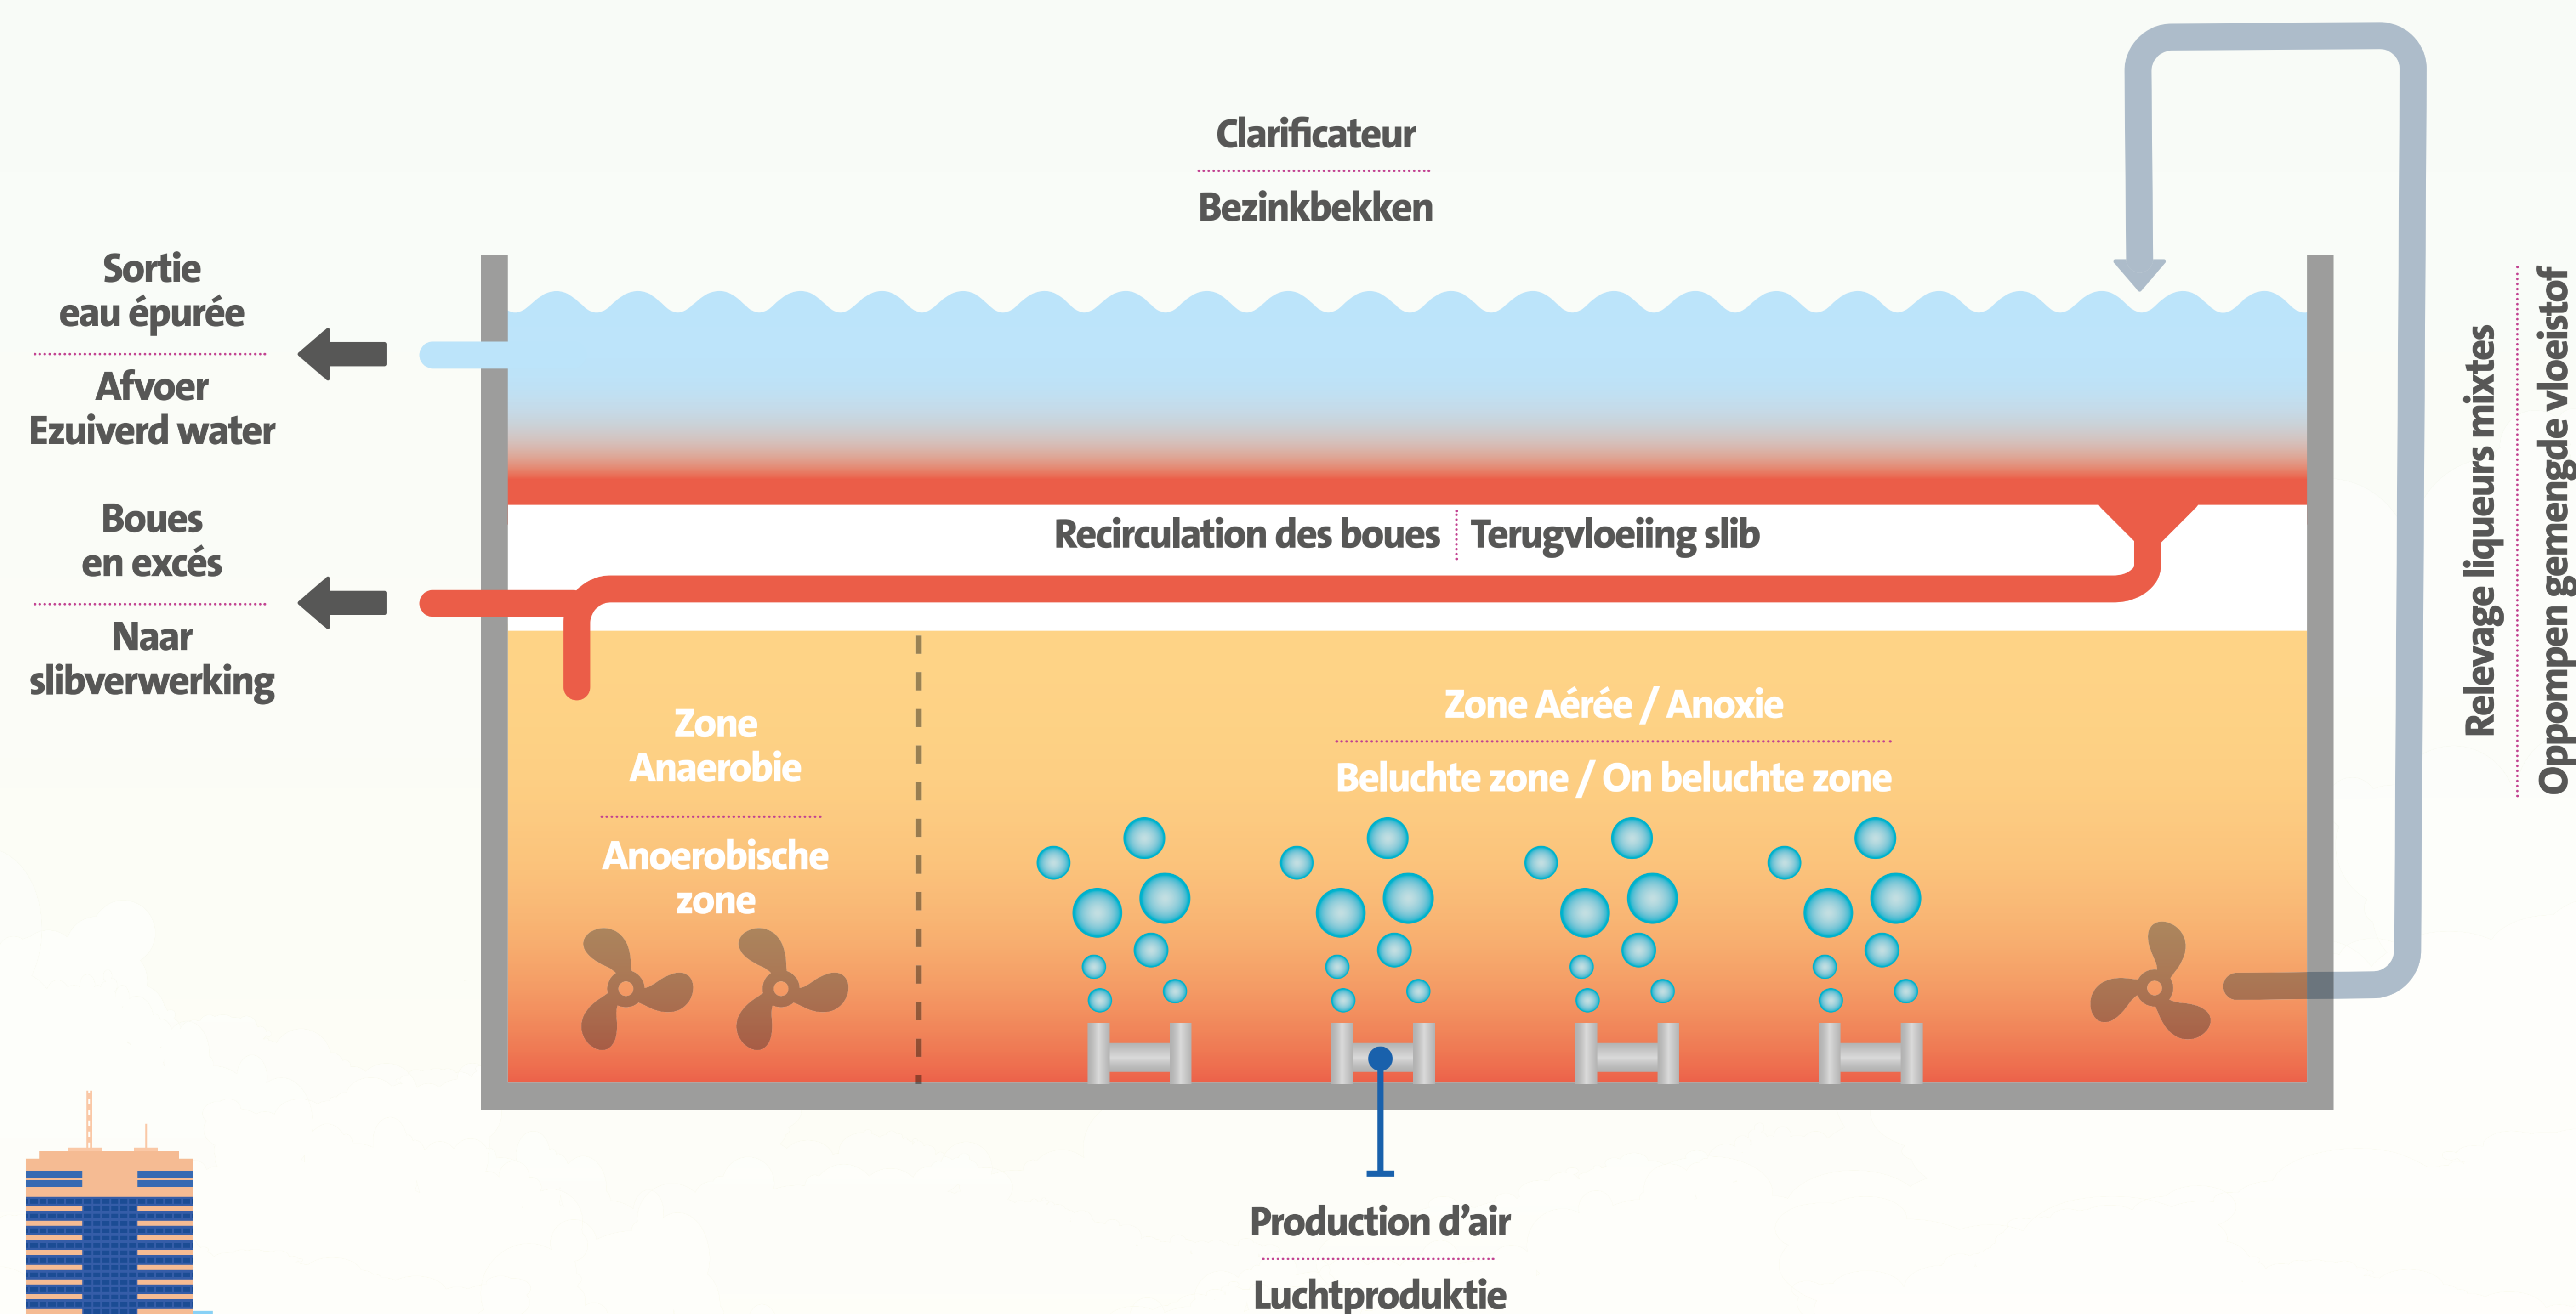 Clarificateur
Bezinkbekken
Sortie
eau épurée
Afvoer
Ezuiverd water
Boues
en excés
Naar
slibverwerking
Recirculation des boues
Terugvloeiing slib
Zone
Anaerobie
Anoerobische
zone
Zone Aérée / Anoxie
Beluchte zone / On beluchte zone
Relevage liqueurs mixtes
Oppompen gemengde vloeistof
Production d’air
Luchtproduktie